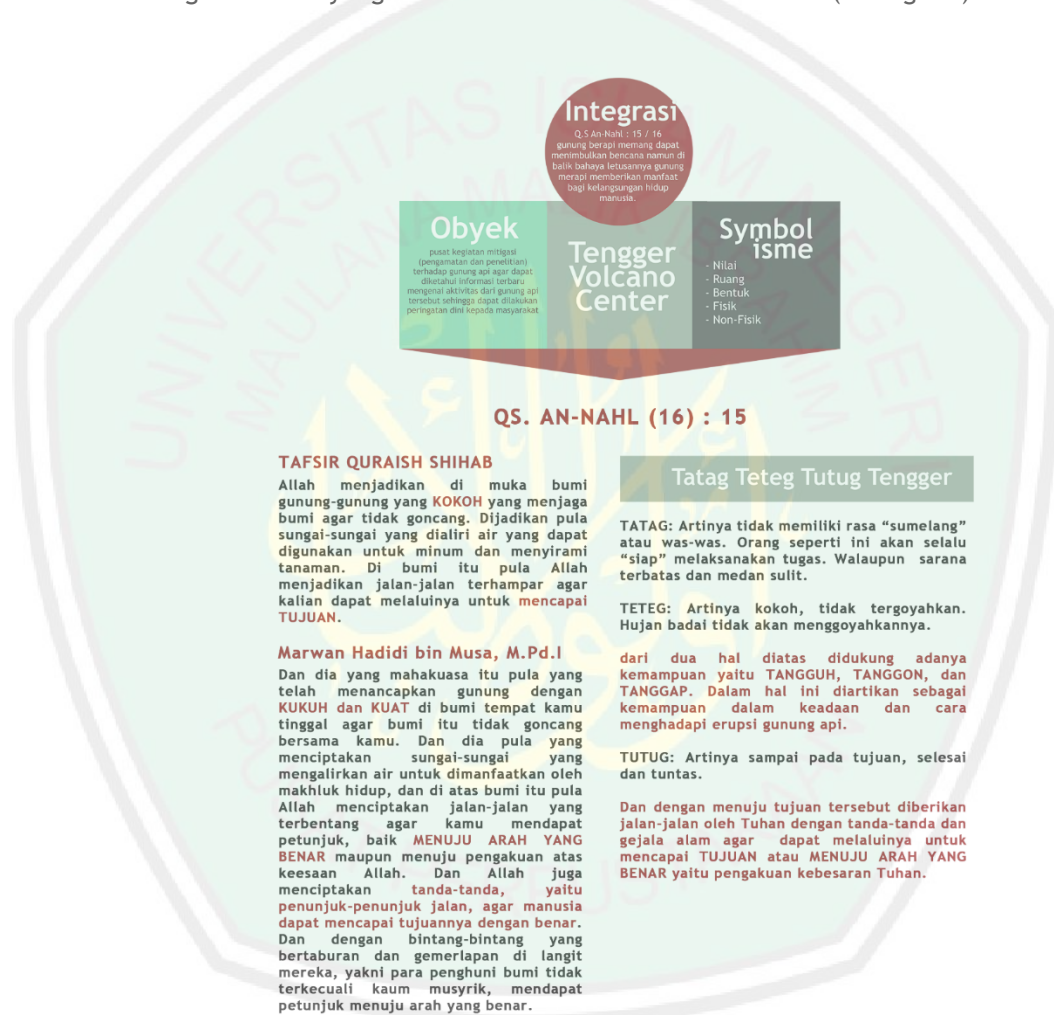 Integrasi
Q.S An-Nahl : 15 / 16
gunung berapi memang dapat
menimbulkan bencana namun di
balik bahaya letusannya gunung
merapi memberikan manfaat
bagi kelangsungan hidup
manusia.
Obyek
pusat kegiatan mitigasi
(pengamatan dan penelitian)
terhadap gunung api agar dapat
diketahui informasi terbaru
mengenai aktivitas dari gunung api
tersebut sehingga dapat dilakukan
peringatan dini kepada masyarakat
Tengger
Volcano
Center
Symbol
isme
- Nilai
- Ruang
- Bentuk
- Fisik
- Non-Fisik
QS. AN-NAHL (16) : 15
TAFSIR QURAISH SHIHAB
Allah menjadikan di muka bumi
gunung-gunung yang KOKOH yang menjaga
bumi agar tidak goncang. Dijadikan pula
sungai-sungai yang dialiri air yang dapat
digunakan untuk minum dan menyirami
tanaman. Di bumi itu pula Allah
menjadikan jalan-jalan terhampar agar
kalian dapat melaluinya untuk mencapai
TUJUAN.
Marwan Hadidi bin Musa, M.Pd.I
Dan dia yang mahakuasa itu pula yang
telah menancapkan gunung dengan
KUKUH dan KUAT di bumi tempat kamu
tinggal agar bumi itu tidak goncang
bersama kamu. Dan dia pula yang
menciptakan sungai-sungai yang
mengalirkan air untuk dimanfaatkan oleh
makhluk hidup, dan di atas bumi itu pula
Allah menciptakan jalan-jalan yang
terbentang agar kamu mendapat
petunjuk, baik MENUJU ARAH YANG
BENAR maupun menuju pengakuan atas
keesaan Allah. Dan Allah juga
menciptakan tanda-tanda, yaitu
penunjuk-penunjuk jalan, agar manusia
dapat mencapai tujuannya dengan benar.
Dan dengan bintang-bintang yang
bertaburan dan gemerlapan di langit
mereka, yakni para penghuni bumi tidak
terkecuali kaum musyrik, mendapat
petunjuk menuju arah yang benar.
Tatag Teteg Tutug Tengger
TATAG: Artinya tidak memiliki rasa “sumelang”
atau was-was. Orang seperti ini akan selalu
“siap” melaksanakan tugas. Walaupun sarana
terbatas dan medan sulit.
TETEG: Artinya kokoh, tidak tergoyahkan.
Hujan badai tidak akan menggoyahkannya.
dari dua hal diatas didukung adanya
kemampuan yaitu TANGGUH, TANGGON, dan
TANGGAP. Dalam hal ini diartikan sebagai
kemampuan dalam keadaan dan cara
menghadapi erupsi gunung api.
TUTUG: Artinya sampai pada tujuan, selesai
dan tuntas.
Dan dengan menuju tujuan tersebut diberikan
jalan-jalan oleh Tuhan dengan tanda-tanda dan
gejala alam agar dapat melaluinya untuk
mencapai TUJUAN atau MENUJU ARAH YANG
BENAR yaitu pengakuan kebesaran Tuhan.